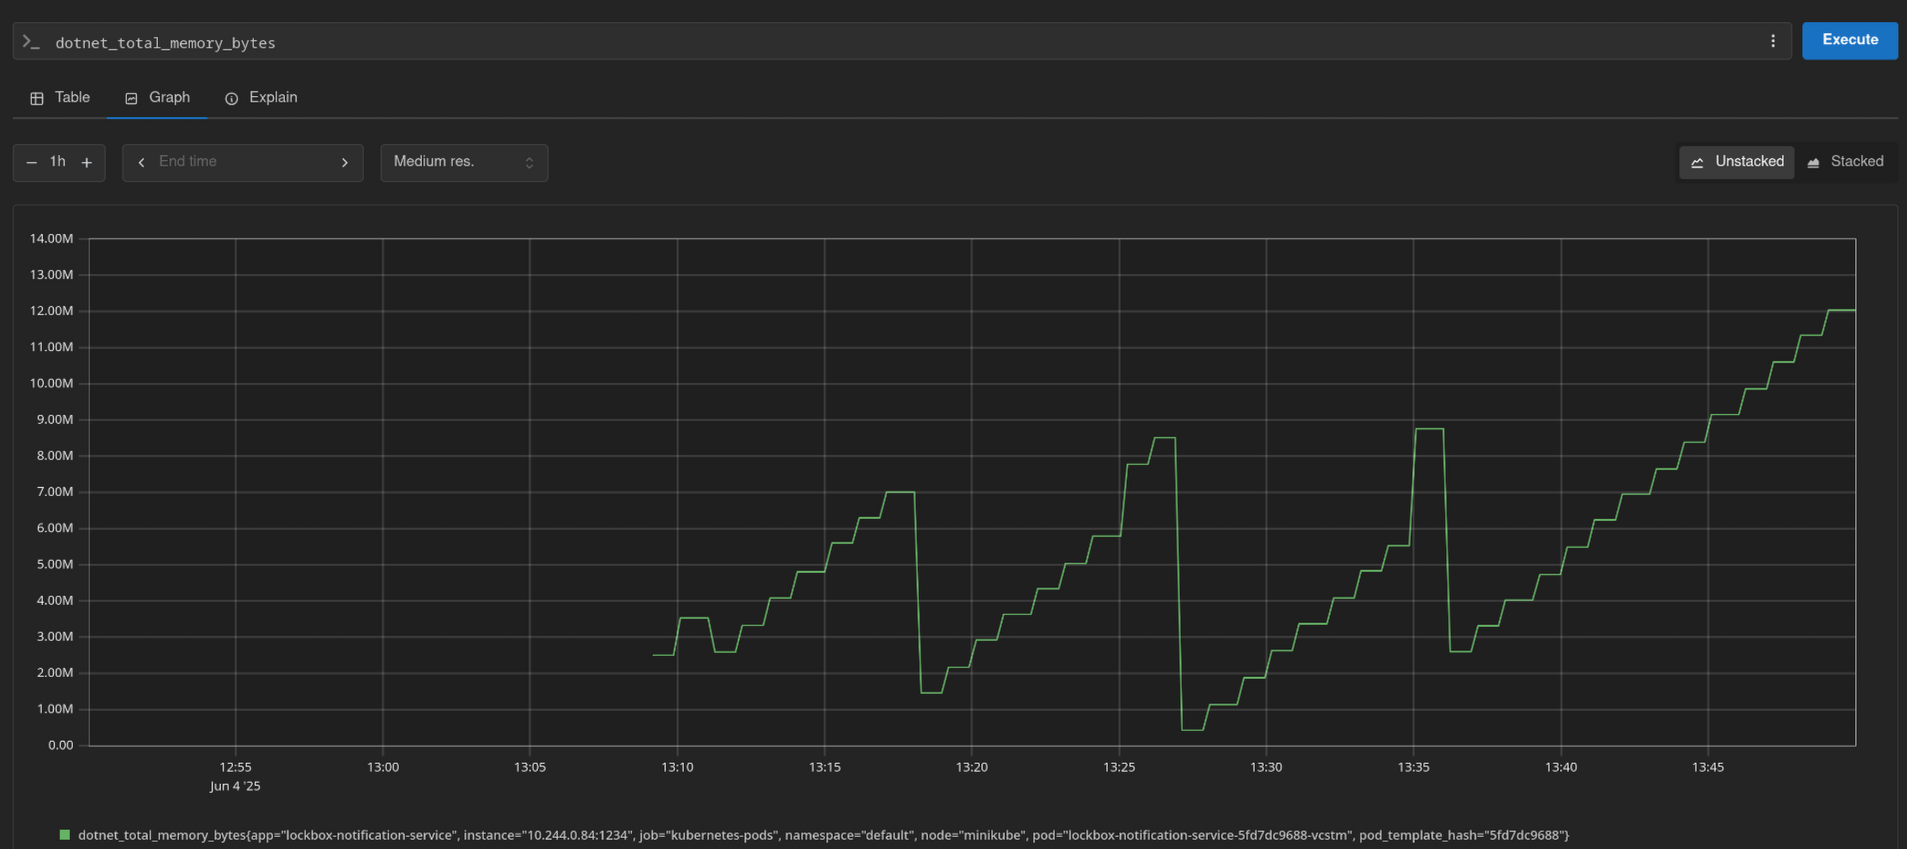 >_ dotnet_total_memory_bytes
Execute
Table Graph Explain
− 1h + < End time > Medium res. Unstacked Stacked
14.00M
13.00M
12.00M
11.00M
10.00M
9.00M
8.00M
7.00M
6.00M
5.00M
4.00M
3.00M
2.00M
1.00M
0.00
12:55 13:00 13:05 13:10 13:15 13:20 13:25 13:30 13:35 13:40 13:45
Jun 4 '25
dotnet_total_memory_bytes{app="lockbox-notification-service", instance="10.244.0.84:1234", job="kubernetes-pods", namespace="default", node="minikube", pod="lockbox-notification-service-5fd7dc9688-vcstm", pod_template_hash="5fd7dc9688"}